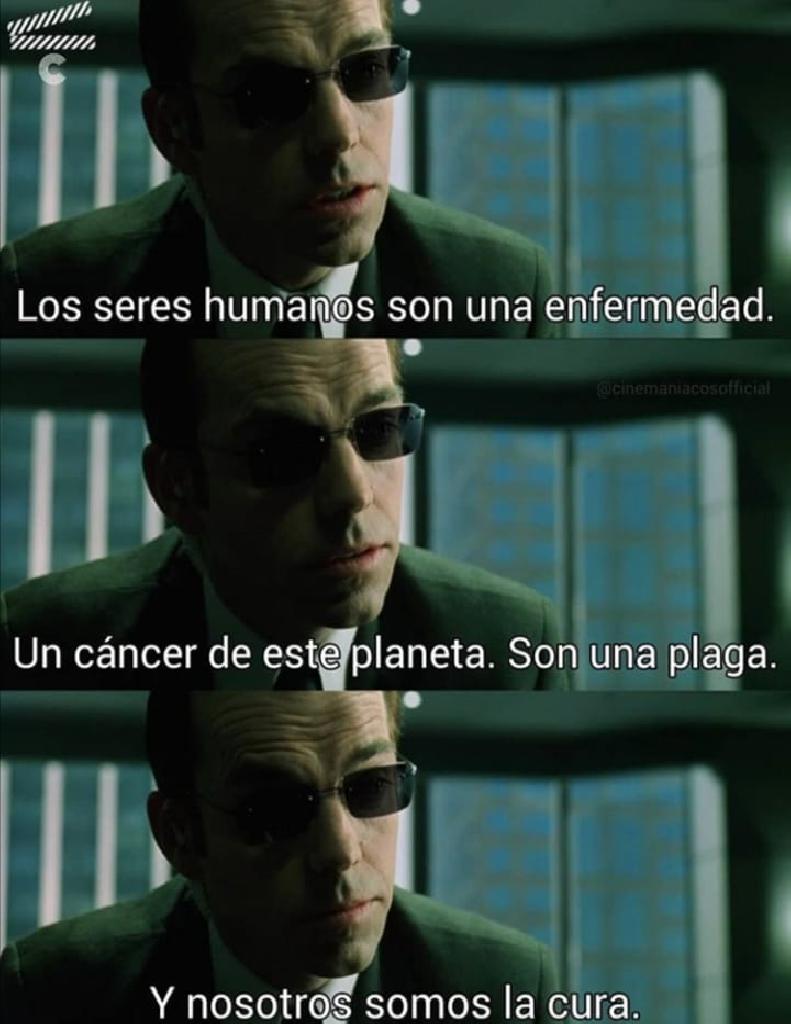 C
Los seres humanos son una enfermedad.
@cinemaniacosofficial
Un cáncer de este planeta. Son una plaga.
Y nosotros somos la cura.